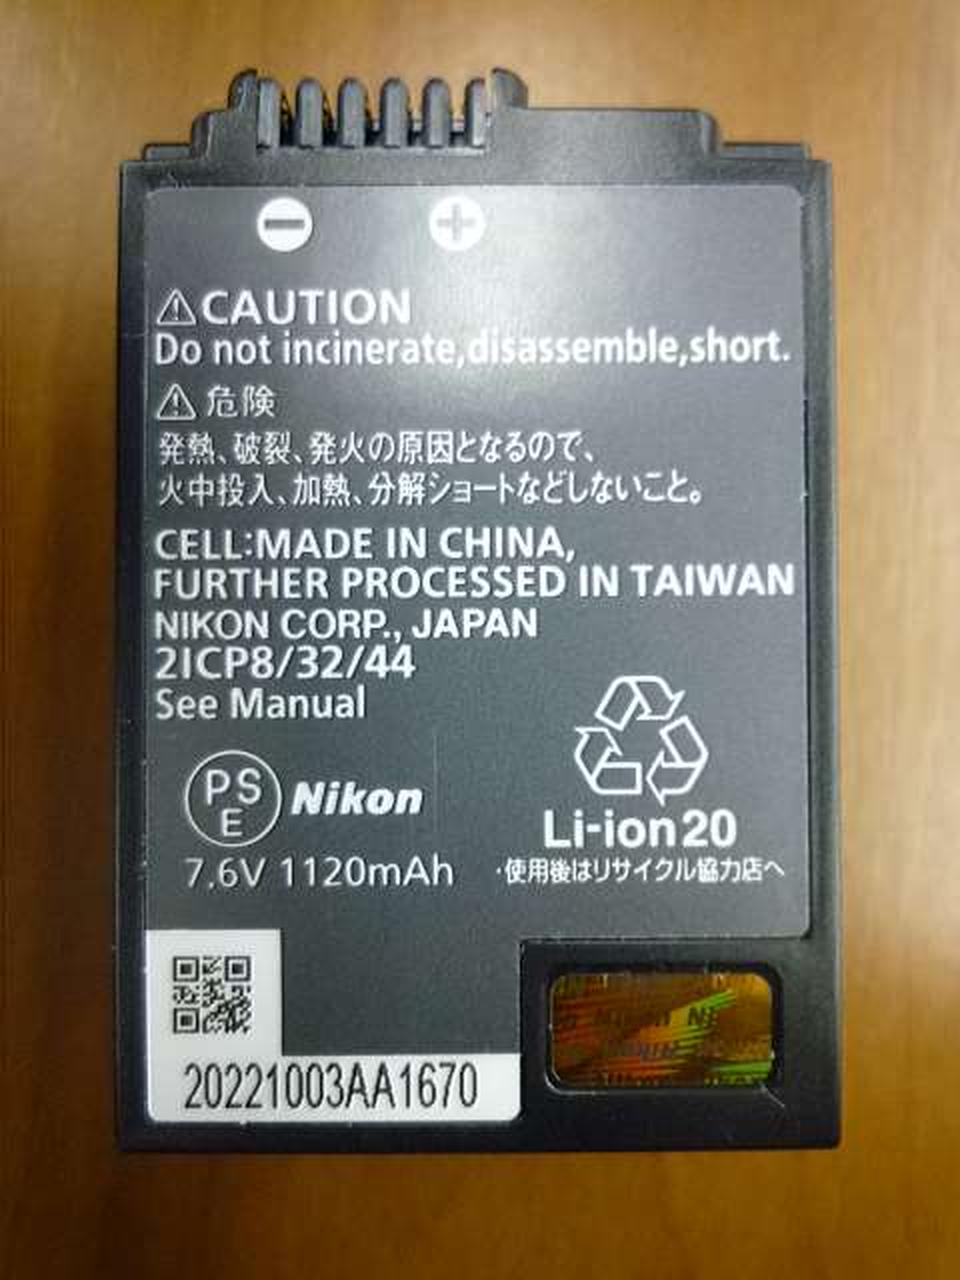 CAUTION
Do not incinerate,disassemble,short.
危険
発熱、破裂、発火の原因となるので、
火中投入、加熱、分解ショートなどしないこと。
CELL:MADE IN CHINA,
FURTHER PROCESSED IN TAIWAN
NIKON CORP., JAPAN
2ICP8/32/44
See Manual
PS
E
Nikon
7.6V 1120mAh
Li-ion20
・使用後はリサイクル協力店へ
20221003AA1670
Nikon